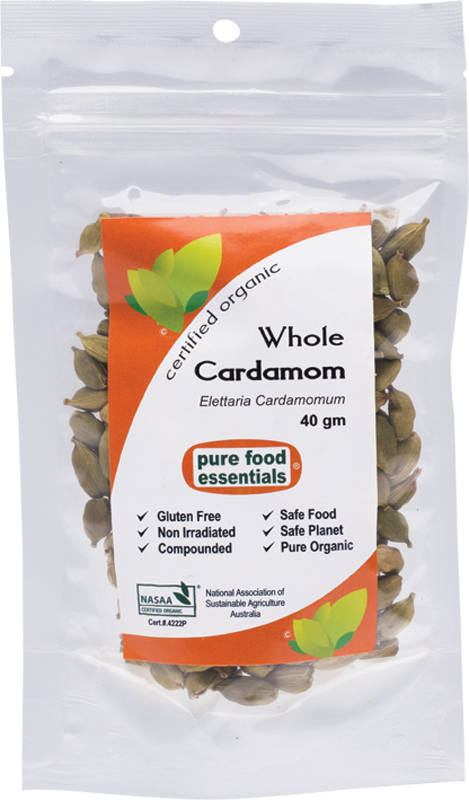 certified organic
Whole
Cardamom
Elettaria Cardamomum
40 gm
pure food
essentials®
✓ Gluten Free
✓ Non Irradiated
✓ Compounded
✓ Safe Food
✓ Safe Planet
✓ Pure Organic
NASAA®
CERTIFIED ORGANIC
Cert.#.4222P
National Association of
Sustainable Agriculture
Australia
©
©